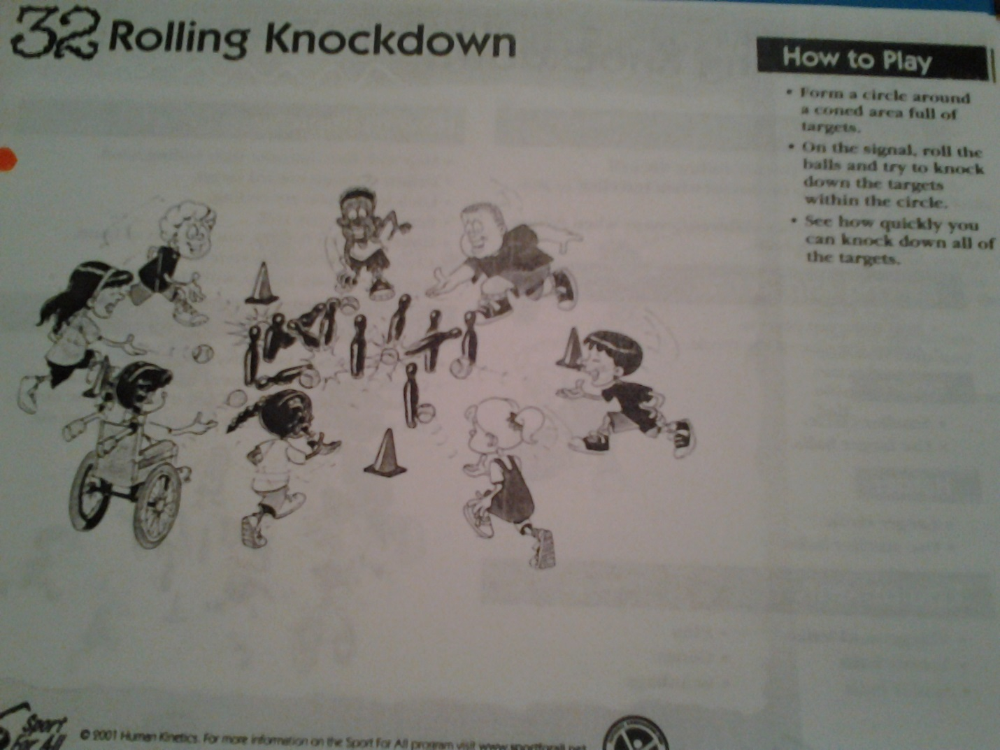 32 Rolling Knockdown
How to Play
• Form a circle around
a coned area full of
targets.
• On the signal, roll the
balls and try to knock
down the targets
within the circle.
• See how quickly you
can knock down all of
the targets.
Sport
For All
© 2001 Human Kinetics. For more information on the Sport For All program visit www.sportforall.net